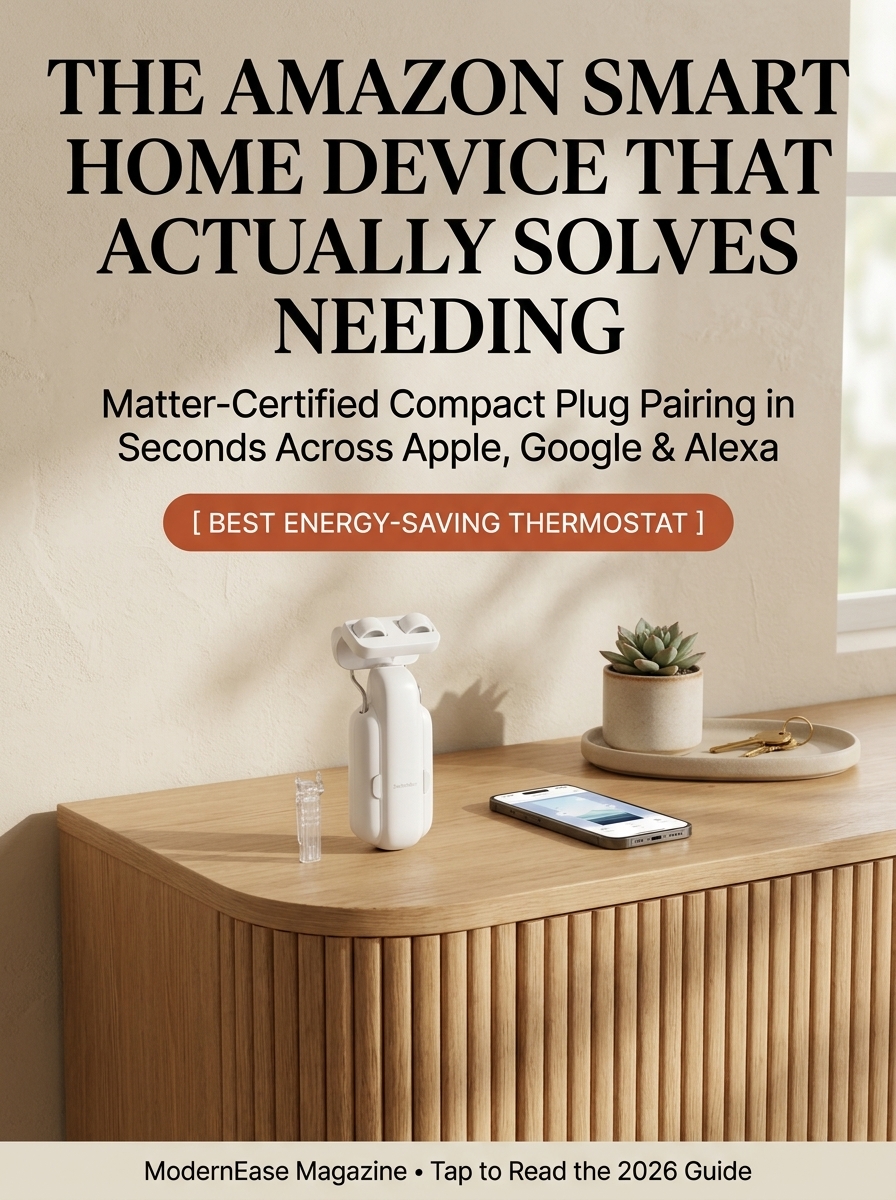 THE AMAZON SMART
HOME DEVICE THAT
ACTUALLY SOLVES
NEEDING
Matter-Certified Compact Plug Pairing in
Seconds Across Apple, Google & Alexa
[ BEST ENERGY-SAVING THERMOSTAT ]
ModernEase Magazine • Tap to Read the 2026 Guide